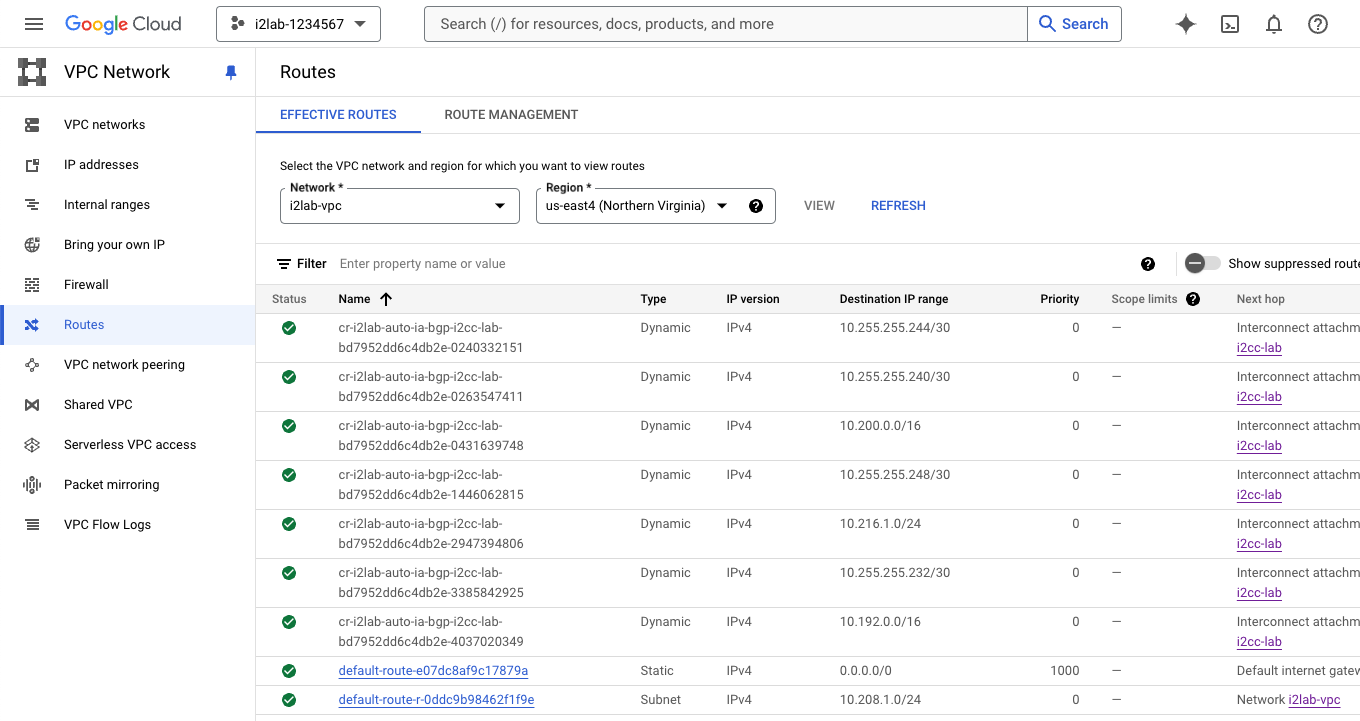 Google Cloud
i2lab-1234567
Search (/) for resources, docs, products, and more
Search
VPC Network
Routes
VPC networks
IP addresses
Internal ranges
Bring your own IP
Firewall
Routes
VPC network peering
Shared VPC
Serverless VPC access
Packet mirroring
VPC Flow Logs
EFFECTIVE ROUTES ROUTE MANAGEMENT
Select the VPC network and region for which you want to view routes
Network * Region *
i2lab-vpc us-east4 (Northern Virginia) VIEW REFRESH
Filter Enter property name or value Show suppressed route
Status Name Type IP version Destination IP range Priority Scope limits Next hop
cr-i2lab-auto-ia-bgp-i2cc-lab- Dynamic IPv4 10.255.255.244/30 0 — Interconnect attachm
bd7952dd6c4db2e-0240332151 i2cc-lab
cr-i2lab-auto-ia-bgp-i2cc-lab- Dynamic IPv4 10.255.255.240/30 0 — Interconnect attachm
bd7952dd6c4db2e-0263547411 i2cc-lab
cr-i2lab-auto-ia-bgp-i2cc-lab- Dynamic IPv4 10.200.0.0/16 0 — Interconnect attachm
bd7952dd6c4db2e-0431639748 i2cc-lab
cr-i2lab-auto-ia-bgp-i2cc-lab- Dynamic IPv4 10.255.255.248/30 0 — Interconnect attachm
bd7952dd6c4db2e-1446062815 i2cc-lab
cr-i2lab-auto-ia-bgp-i2cc-lab- Dynamic IPv4 10.216.1.0/24 0 — Interconnect attachm
bd7952dd6c4db2e-2947394806 i2cc-lab
cr-i2lab-auto-ia-bgp-i2cc-lab- Dynamic IPv4 10.255.255.232/30 0 — Interconnect attachm
bd7952dd6c4db2e-3385842925 i2cc-lab
cr-i2lab-auto-ia-bgp-i2cc-lab- Dynamic IPv4 10.192.0.0/16 0 — Interconnect attachm
bd7952dd6c4db2e-4037020349 i2cc-lab
default-route-e07dc8af9c17879a Static IPv4 0.0.0.0/0 1000 — Default internet gatew
default-route-r-0ddc9b98462f1f9e Subnet IPv4 10.208.1.0/24 0 — Network i2lab-vpc